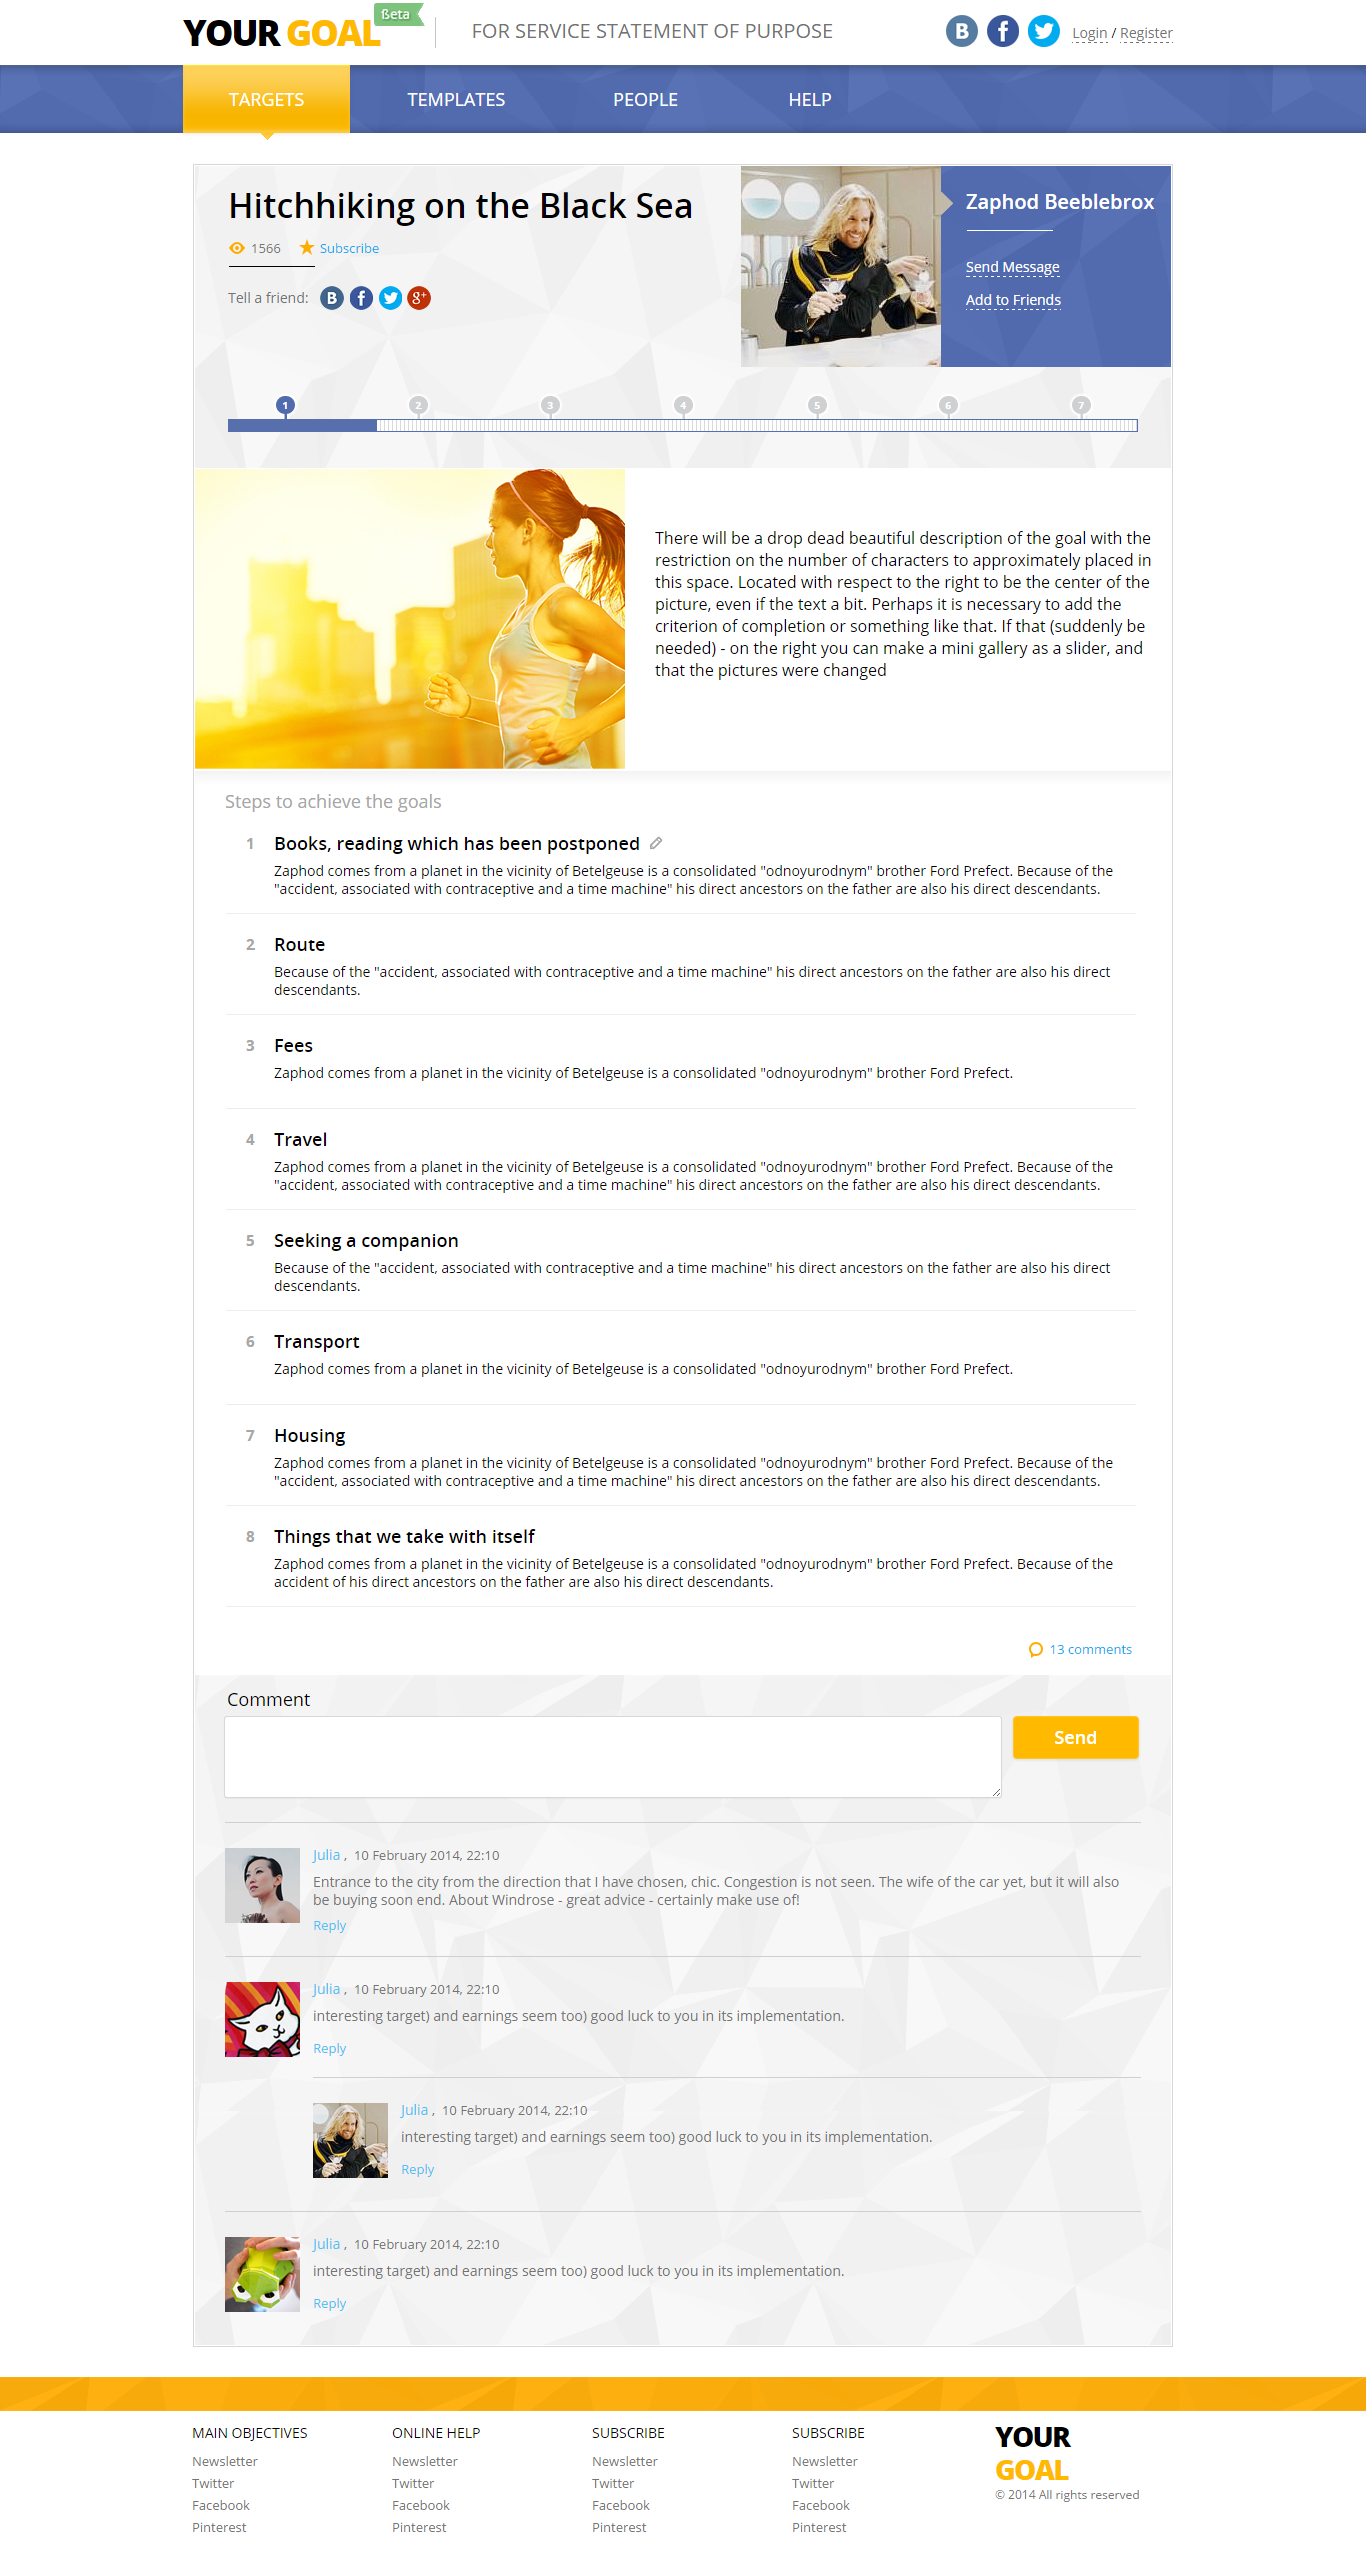 YOUR GOAL
ßeta
FOR SERVICE STATEMENT OF PURPOSE
Login / Register
TARGETS
TEMPLATES
PEOPLE
HELP
Hitchhiking on the Black Sea
1566
Subscribe
Tell a friend:
Zaphod Beeblebrox
Send Message
Add to Friends
1
2
3
4
5
6
7
There will be a drop dead beautiful description of the goal with the
restriction on the number of characters to approximately placed in
this space. Located with respect to the right to be the center of the
picture, even if the text a bit. Perhaps it is necessary to add the
criterion of completion or something like that. If that (suddenly be
needed) - on the right you can make a mini gallery as a slider, and
that the pictures were changed
Steps to achieve the goals
1 Books, reading which has been postponed
Zaphod comes from a planet in the vicinity of Betelgeuse is a consolidated "odnoyurodnym" brother Ford Prefect. Because of the
"accident, associated with contraceptive and a time machine" his direct ancestors on the father are also his direct descendants.
2 Route
Because of the "accident, associated with contraceptive and a time machine" his direct ancestors on the father are also his direct
descendants.
3 Fees
Zaphod comes from a planet in the vicinity of Betelgeuse is a consolidated "odnoyurodnym" brother Ford Prefect.
4 Travel
Zaphod comes from a planet in the vicinity of Betelgeuse is a consolidated "odnoyurodnym" brother Ford Prefect. Because of the
"accident, associated with contraceptive and a time machine" his direct ancestors on the father are also his direct descendants.
5 Seeking a companion
Because of the "accident, associated with contraceptive and a time machine" his direct ancestors on the father are also his direct
descendants.
6 Transport
Zaphod comes from a planet in the vicinity of Betelgeuse is a consolidated "odnoyurodnym" brother Ford Prefect.
7 Housing
Zaphod comes from a planet in the vicinity of Betelgeuse is a consolidated "odnoyurodnym" brother Ford Prefect. Because of the
"accident, associated with contraceptive and a time machine" his direct ancestors on the father are also his direct descendants.
8 Things that we take with itself
Zaphod comes from a planet in the vicinity of Betelgeuse is a consolidated "odnoyurodnym" brother Ford Prefect. Because of the
accident of his direct ancestors on the father are also his direct descendants.
13 comments
Comment
Send
Julia , 10 February 2014, 22:10
Entrance to the city from the direction that I have chosen, chic. Congestion is not seen. The wife of the car yet, but it will also
be buying soon end. About Windrose - great advice - certainly make use of!
Reply
Julia , 10 February 2014, 22:10
interesting target) and earnings seem too) good luck to you in its implementation.
Reply
Julia , 10 February 2014, 22:10
interesting target) and earnings seem too) good luck to you in its implementation.
Reply
Julia , 10 February 2014, 22:10
interesting target) and earnings seem too) good luck to you in its implementation.
Reply
MAIN OBJECTIVES
Newsletter
Twitter
Facebook
Pinterest
ONLINE HELP
Newsletter
Twitter
Facebook
Pinterest
SUBSCRIBE
Newsletter
Twitter
Facebook
Pinterest
SUBSCRIBE
Newsletter
Twitter
Facebook
Pinterest
YOUR
GOAL
© 2014 All rights reserved